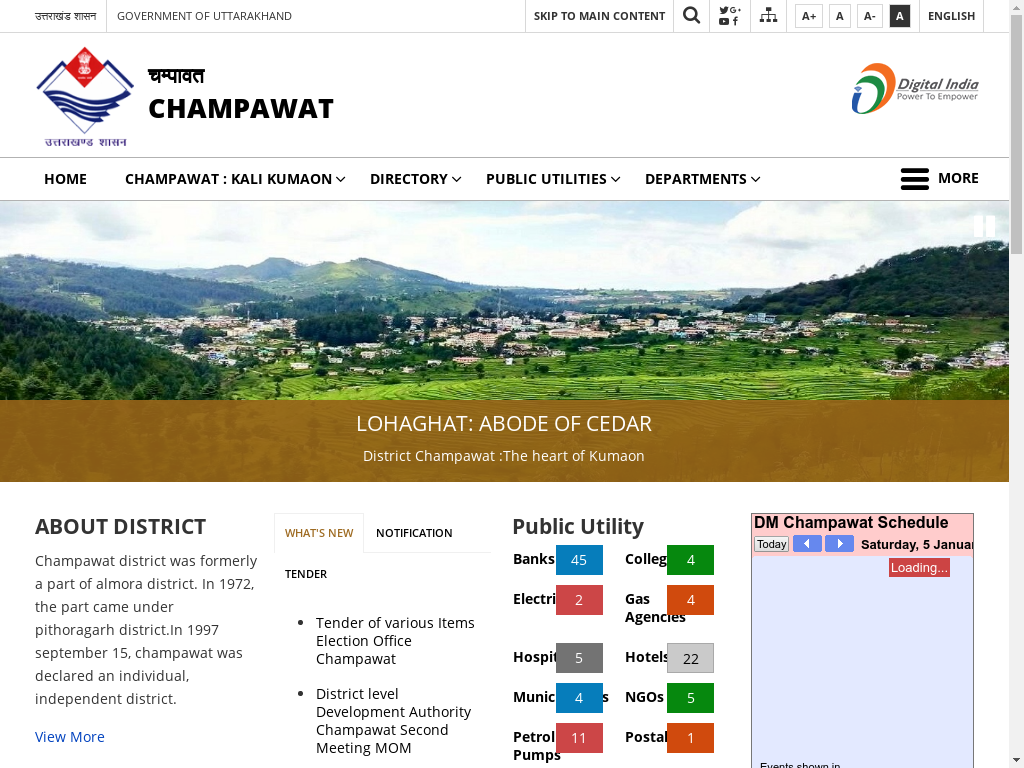 उत्तराखंड शासन
GOVERNMENT OF UTTARAKHAND
SKIP TO MAIN CONTENT
A+
A
A-
A
ENGLISH
चम्पावत
CHAMPAWAT
उत्तराखण्ड शासन
Digital India
Power To Empower
HOME
CHAMPAWAT : KALI KUMAON
DIRECTORY
PUBLIC UTILITIES
DEPARTMENTS
MORE
LOHAGHAT: ABODE OF CEDAR
District Champawat :The heart of Kumaon
ABOUT DISTRICT
Champawat district was formerly
a part of almora district. In 1972,
the part came under
pithoragarh district.In 1997
september 15, champawat was
declared an individual,
independent district.
View More
WHAT'S NEW
NOTIFICATION
TENDER
Tender of various Items
Election Office
Champawat
District level
Development Authority
Champawat Second
Meeting MOM
Public Utility
Banks 45
Colleg 4
Electri 2
Gas
Agencies 4
Hospit 5
Hotels 22
Munic s 4
NGOs 5
Petrol
Pumps 11
Postal 1
DM Champawat Schedule
Today
Saturday, 5 Januar
Loading...
Events shown in